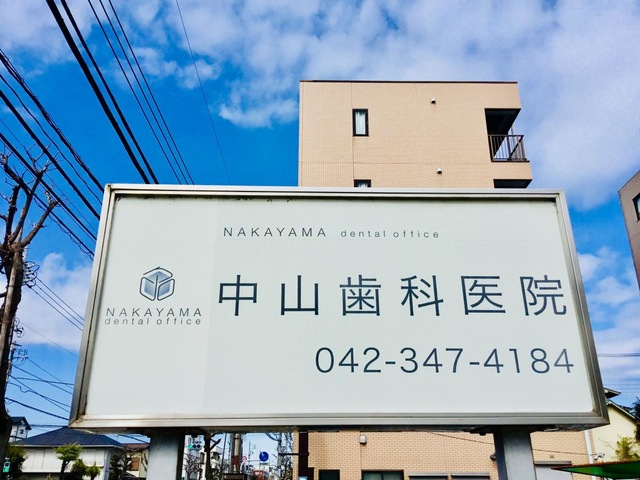 NAKAYAMA dental office
NAKAYAMA
dental office
中山歯科医院
042-347-4184